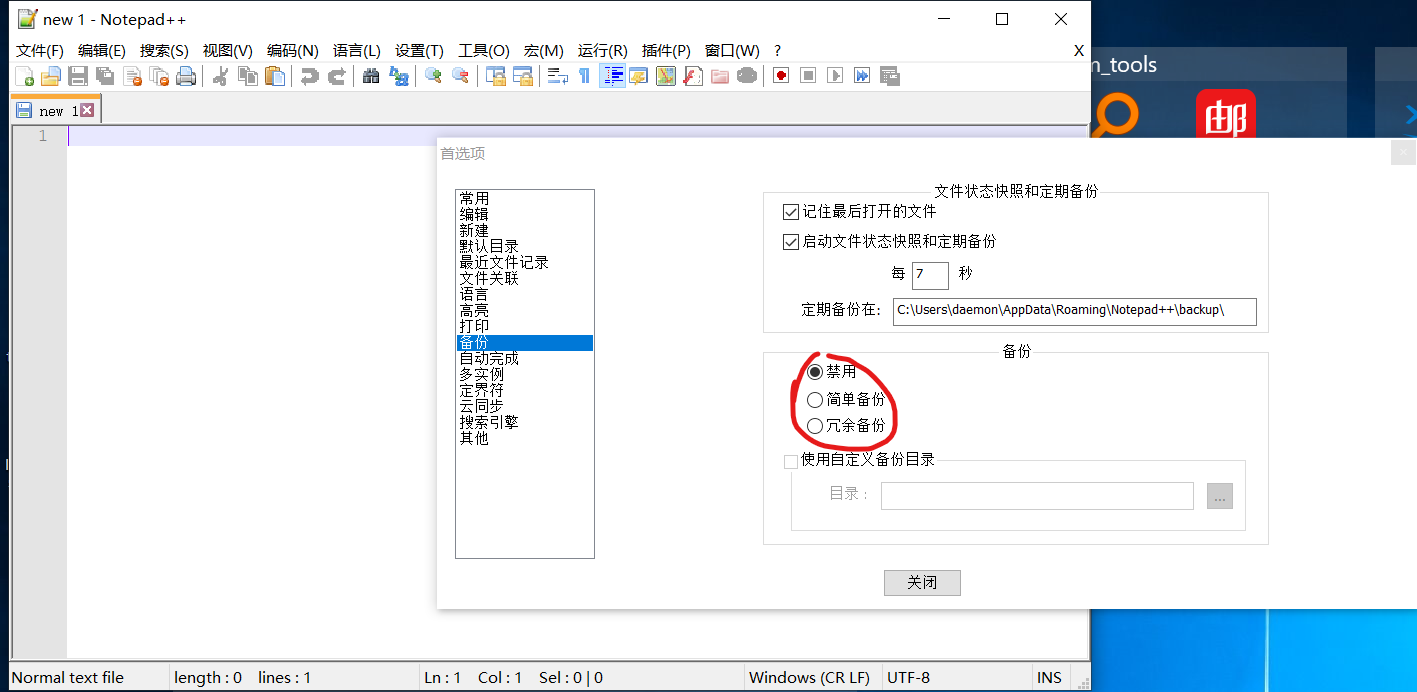 new 1 - Notepad++
文件(F) 编辑(E) 搜索(S) 视图(V) 编码(N) 语言(L) 设置(T) 工具(O) 宏(M) 运行(R) 插件(P) 窗口(W) ? X
m_tools
邮
new 1
1
首选项
常用
编辑
新建
默认目录
最近文件记录
文件关联
语言
高亮
打印
备份
自动完成
多实例
定界符
云同步
搜索引擎
其他
文件状态快照和定期备份
记住最后打开的文件
启动文件状态快照和定期备份
每 7 秒
定期备份在: C:\Users\daemon\AppData\Roaming\Notepad++\backup\
备份
禁用
简单备份
冗余备份
使用自定义备份目录
目录: ...
关闭
Normal text file length : 0 lines : 1 Ln : 1 Col : 1 Sel : 0 | 0 Windows (CR LF) UTF-8 INS